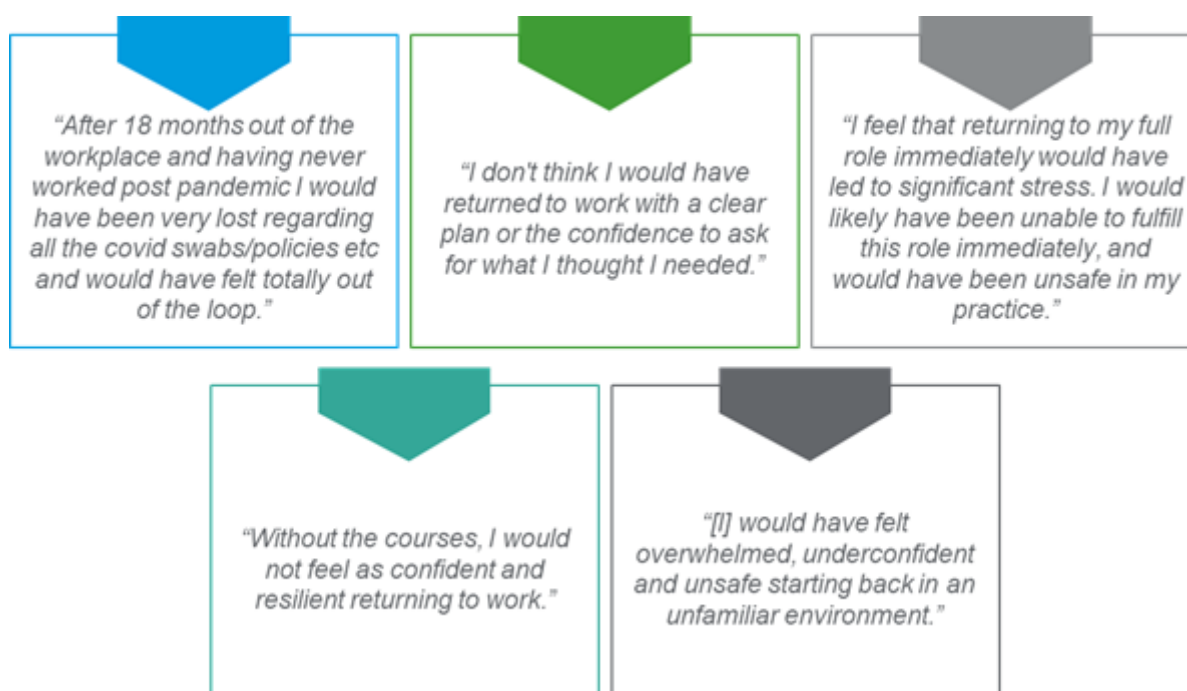 “After 18 months out of the
workplace and having never
worked post pandemic I would
have been very lost regarding
all the covid swabs/policies etc
and would have felt totally out
of the loop.”
“I don't think I would have
returned to work with a clear
plan or the confidence to ask
for what I thought I needed.”
“I feel that returning to my full
role immediately would have
led to significant stress. I would
likely have been unable to fulfill
this role immediately, and
would have been unsafe in my
practice.”
“Without the courses, I would
not feel as confident and
resilient returning to work.”
“[I] would have felt
overwhelmed, underconfident
and unsafe starting back in an
unfamiliar environment.”